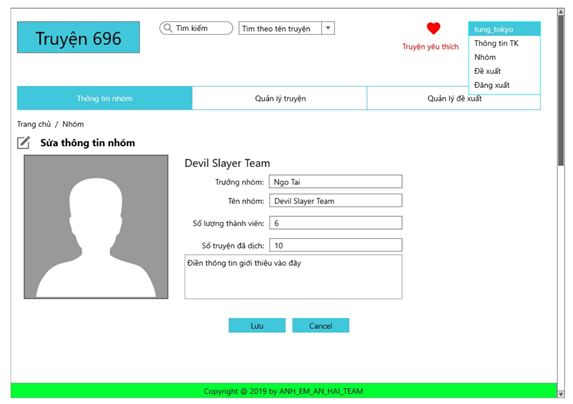 Truyện 696
Tìm kiếm
Tìm theo tên truyện
Truyện yêu thích
tung_tokyo
Thông tin TK
Nhóm
Đề xuất
Đăng xuất
Thông tin nhóm
Quản lý truyện
Quản lý đề xuất
Trang chủ / Nhóm
Sửa thông tin nhóm
Devil Slayer Team
Trưởng nhóm: Ngo Tai
Tên nhóm: Devil Slayer Team
Số lượng thành viên: 6
Số truyện đã dịch: 10
Điền thông tin giới thiệu vào đây
Lưu
Cancel
Copyright @ 2019 by ANH_EM_AN_HAI_TEAM